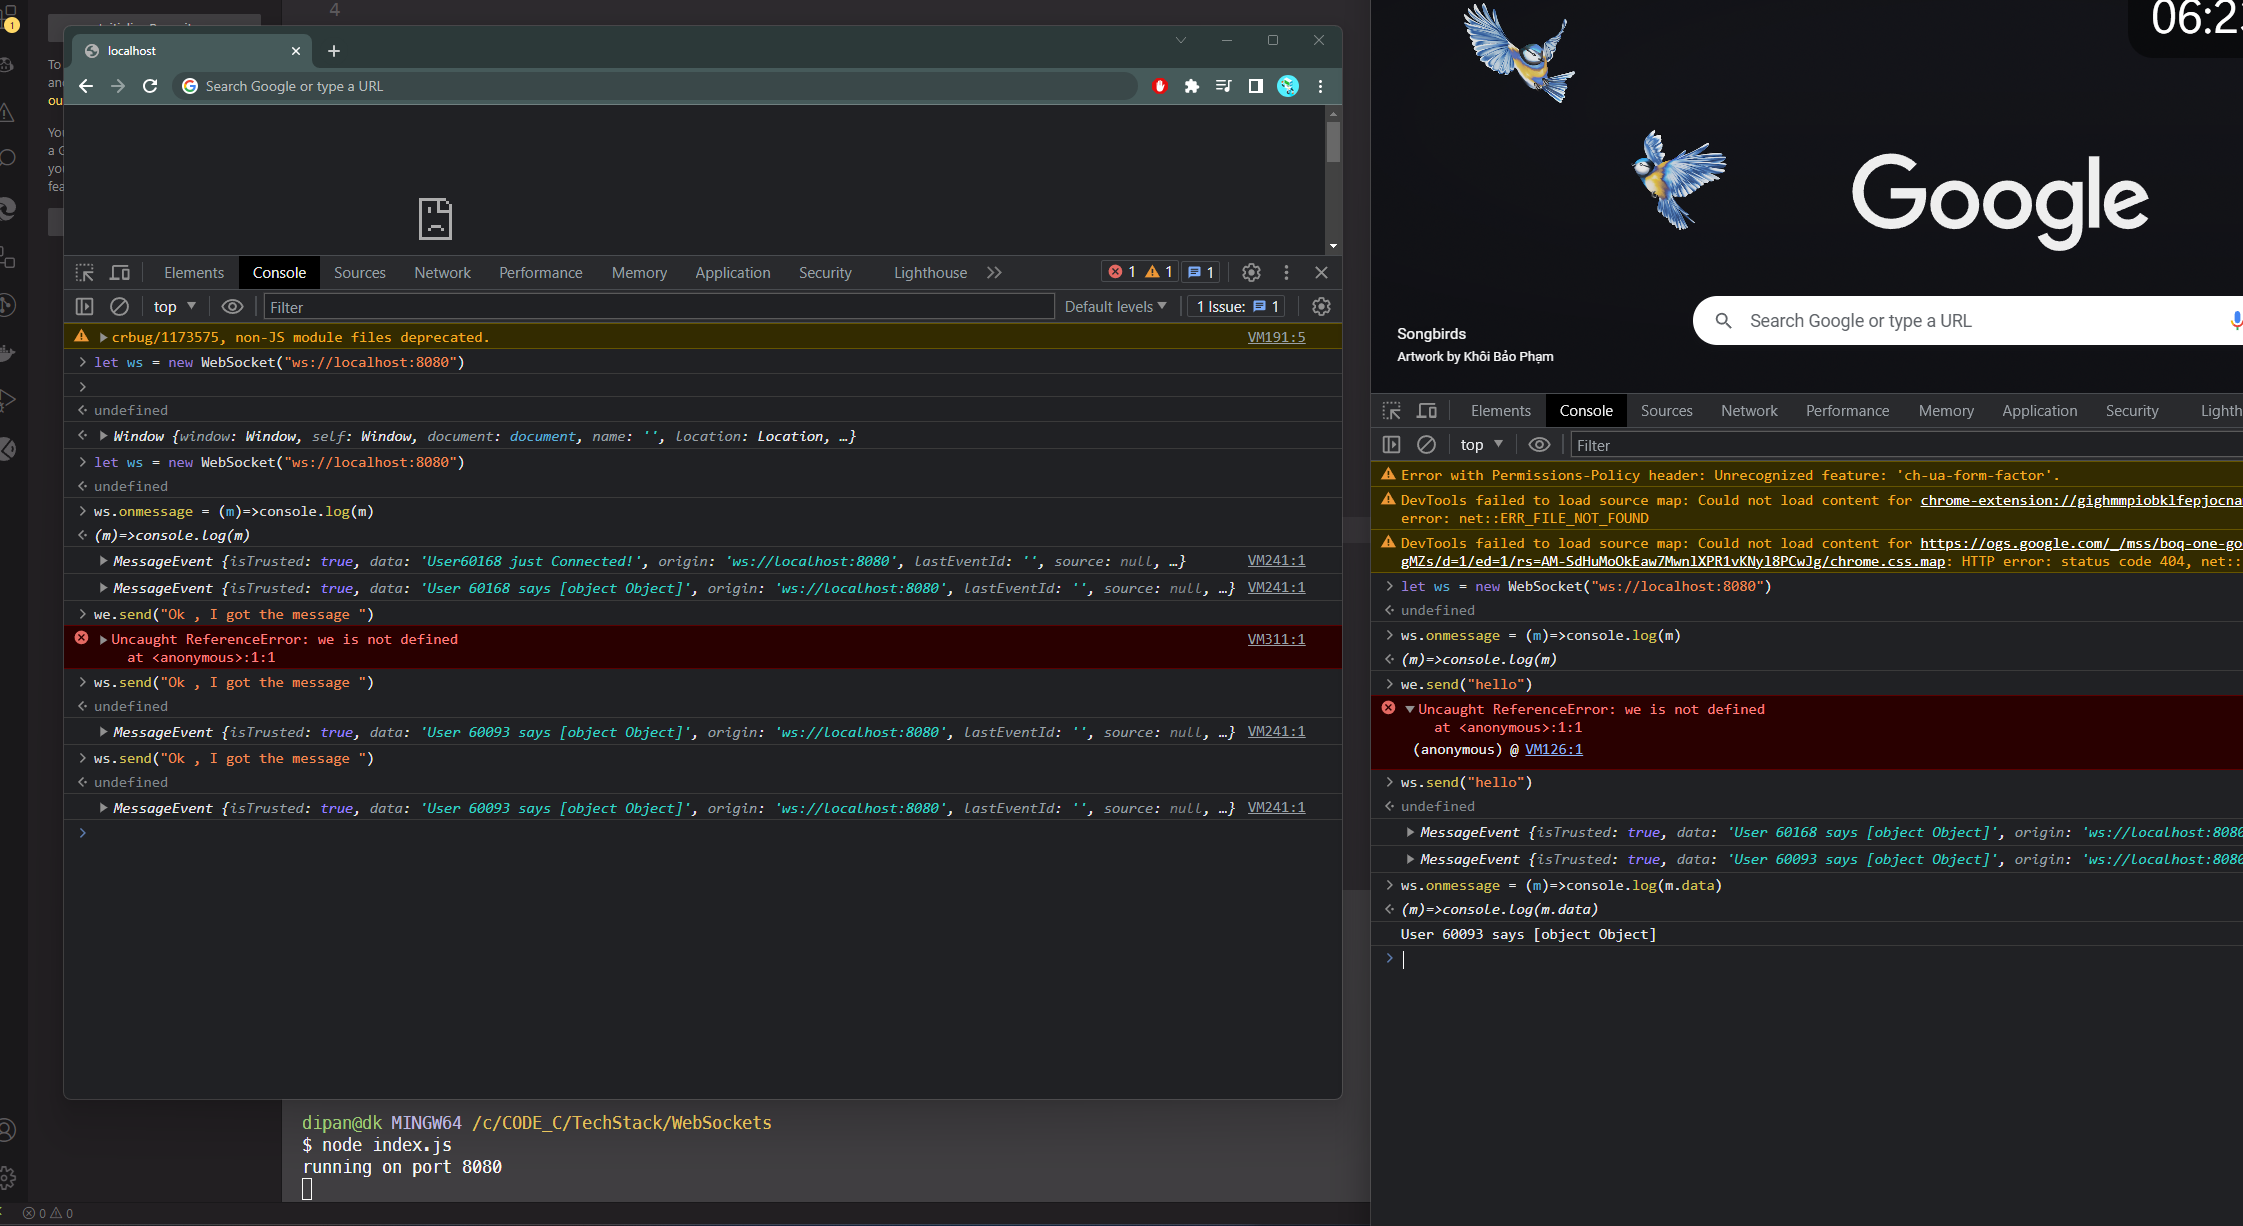 4
1
To
and
ou
You
a G
you
fea
localhost
Search Google or type a URL
Elements Console Sources Network Performance Memory Application Security Lighthouse
1 1 1
top Filter Default levels 1 Issue: 1
crbug/1173575, non-JS module files deprecated. VM191:5
let ws = new WebSocket("ws://localhost:8080")
undefined
Window {window: Window, self: Window, document: document, name: '', location: Location, …}
let ws = new WebSocket("ws://localhost:8080")
undefined
ws.onmessage = (m)=>console.log(m)
(m)=>console.log(m)
MessageEvent {isTrusted: true, data: 'User60168 just Connected!', origin: 'ws://localhost:8080', lastEventId: '', source: null, …} VM241:1
MessageEvent {isTrusted: true, data: 'User 60168 says [object Object]', origin: 'ws://localhost:8080', lastEventId: '', source: null, …} VM241:1
we.send("Ok , I got the message ")
Uncaught ReferenceError: we is not defined VM311:1
at <anonymous>:1:1
ws.send("Ok , I got the message ")
undefined
MessageEvent {isTrusted: true, data: 'User 60093 says [object Object]', origin: 'ws://localhost:8080', lastEventId: '', source: null, …} VM241:1
ws.send("Ok , I got the message ")
undefined
MessageEvent {isTrusted: true, data: 'User 60093 says [object Object]', origin: 'ws://localhost:8080', lastEventId: '', source: null, …} VM241:1
dipan@dk MINGW64 /c/CODE_C/TechStack/WebSockets
$ node index.js
running on port 8080
0 0
06:23
Google
Search Google or type a URL
Songbirds
Artwork by Khôi Bảo Phạm
Elements Console Sources Network Performance Memory Application Security Lighth
top Filter
Error with Permissions-Policy header: Unrecognized feature: 'ch-ua-form-factor'.
DevTools failed to load source map: Could not load content for chrome-extension://gighmmpiobklfepjocna
error: net::ERR_FILE_NOT_FOUND
DevTools failed to load source map: Could not load content for https://ogs.google.com/_/mss/boq-one-go
gMZs/d=1/ed=1/rs=AM-SdHuMoOkEaw7MwnlXPR1vKNyl8PCwJg/chrome.css.map: HTTP error: status code 404, net::
let ws = new WebSocket("ws://localhost:8080")
undefined
ws.onmessage = (m)=>console.log(m)
(m)=>console.log(m)
we.send("hello")
Uncaught ReferenceError: we is not defined
at <anonymous>:1:1
(anonymous) @ VM126:1
ws.send("hello")
undefined
MessageEvent {isTrusted: true, data: 'User 60168 says [object Object]', origin: 'ws://localhost:8080
MessageEvent {isTrusted: true, data: 'User 60093 says [object Object]', origin: 'ws://localhost:8080
ws.onmessage = (m)=>console.log(m.data)
(m)=>console.log(m.data)
User 60093 says [object Object]